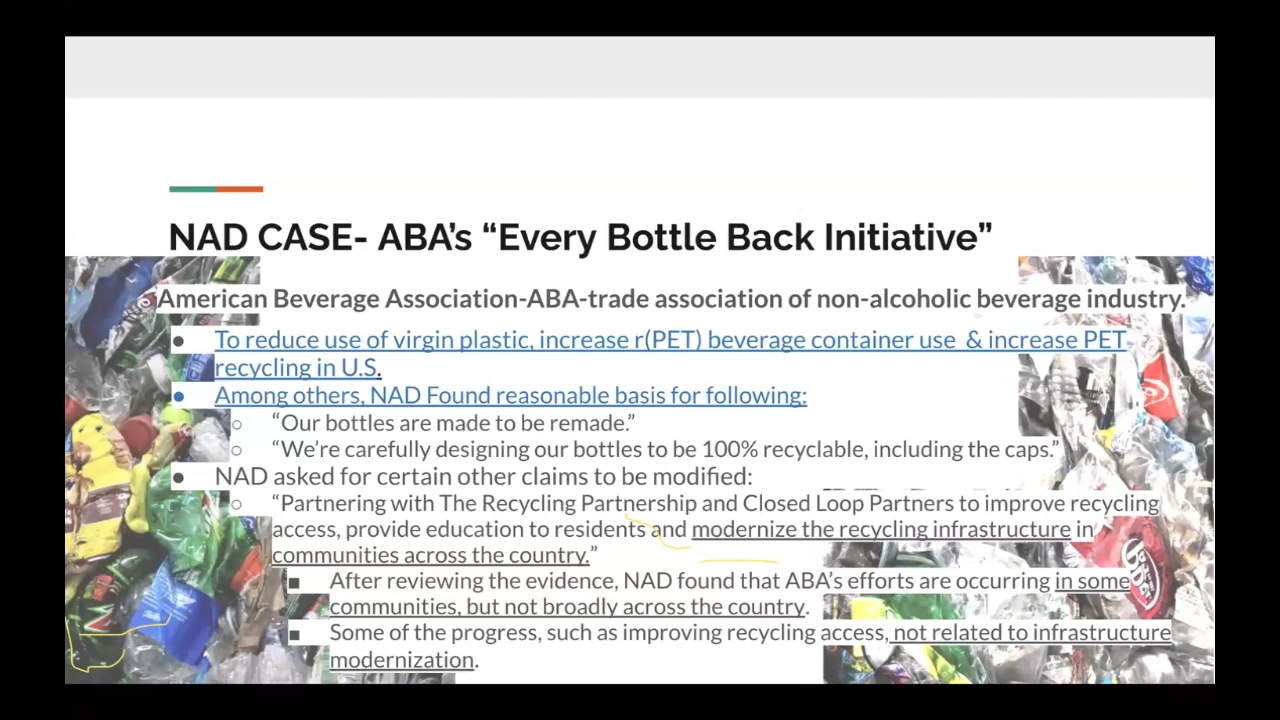 NAD CASE- ABA’s “Every Bottle Back Initiative”
American Beverage Association-ABA-trade association of non-alcoholic beverage industry.
● To reduce use of virgin plastic, increase r(PET) beverage container use & increase PET
recycling in U.S.
● Among others, NAD Found reasonable basis for following:
○ “Our bottles are made to be remade.”
○ “We’re carefully designing our bottles to be 100% recyclable, including the caps.”
● NAD asked for certain other claims to be modified:
○ “Partnering with The Recycling Partnership and Closed Loop Partners to improve recycling
access, provide education to residents and modernize the recycling infrastructure in
communities across the country.”
■ After reviewing the evidence, NAD found that ABA’s efforts are occurring in some
communities, but not broadly across the country.
■ Some of the progress, such as improving recycling access, not related to infrastructure
modernization.